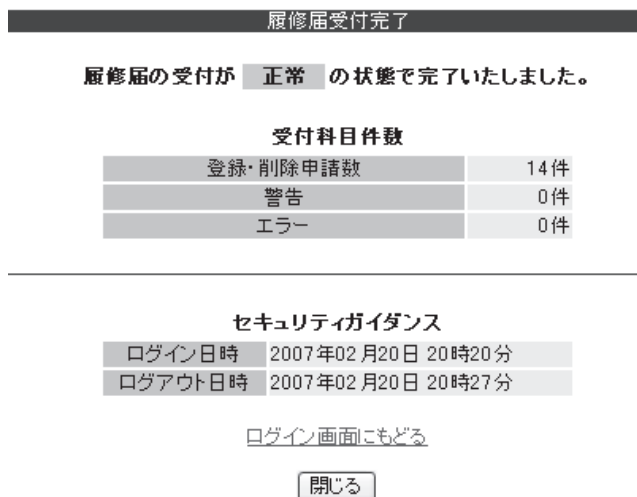 履修届受付完了
履修届の受付が 正常 の状態で完了いたしました。
受付科目件数
登録・削除申請数 14件
警告 0件
エラー 0件
セキュリティガイダンス
ログイン日時 2007年02月20日 20時20分
ログアウト日時 2007年02月20日 20時27分
ログイン画面にもどる
閉じる